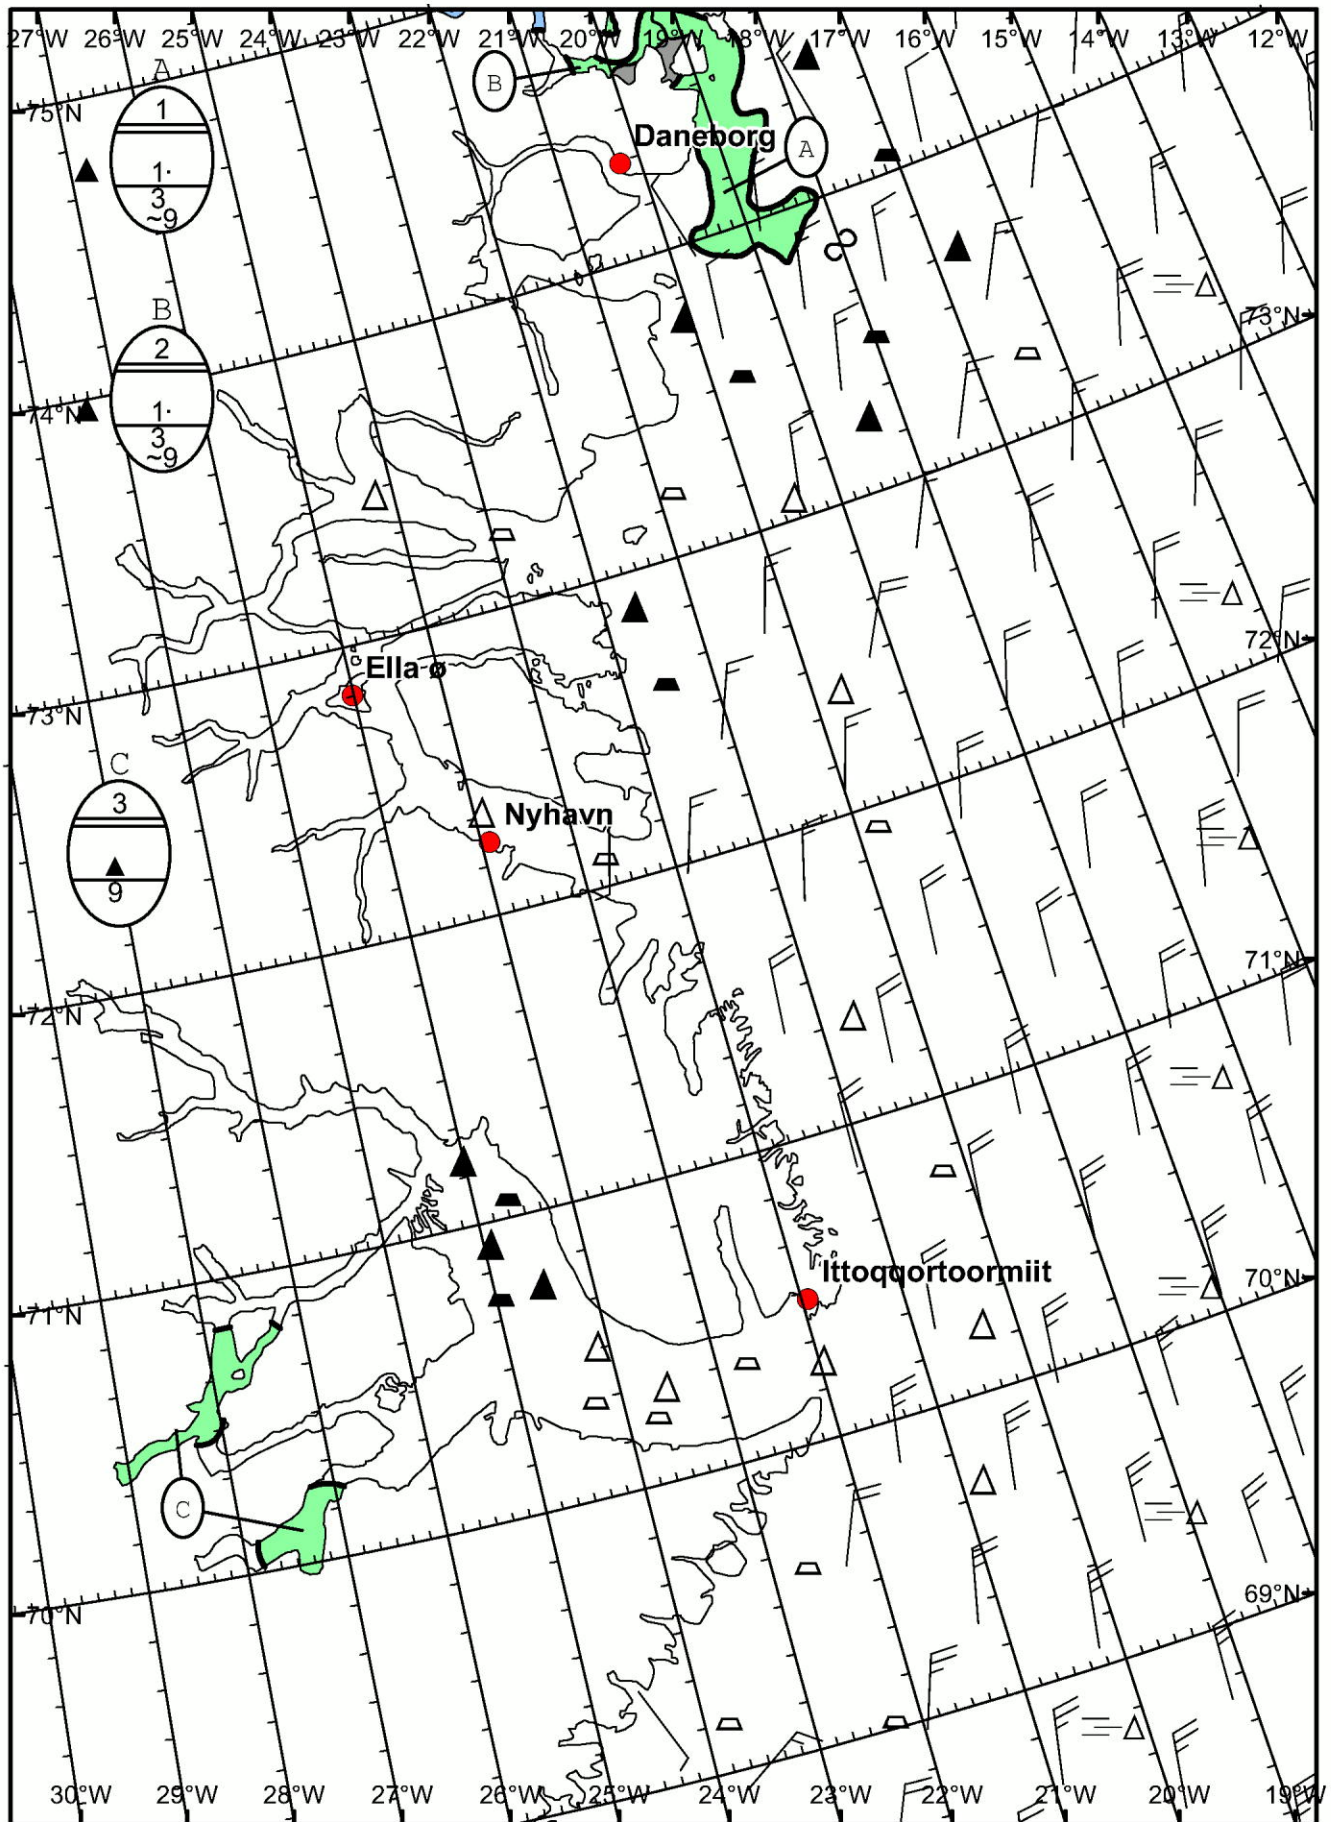 27°W 26°W 25°W 24°W 23°W 22°W 21°W 20°W 19°W 18°W 17°W 16°W 15°W 14°W 13°W 12°W
A
B
75°N
1
Daneborg
A
1·
3
~9
B
73°N
2
74°N
1·
3
~9
72°N
Ella ø
73°N
C
3
Nyhavn
9
71°N
72°N
Ittoqqortoormiit
70°N
71°N
C
69°N
70°N
30°W 29°W 28°W 27°W 26°W 25°W 24°W 23°W 22°W 21°W 20°W 19°W